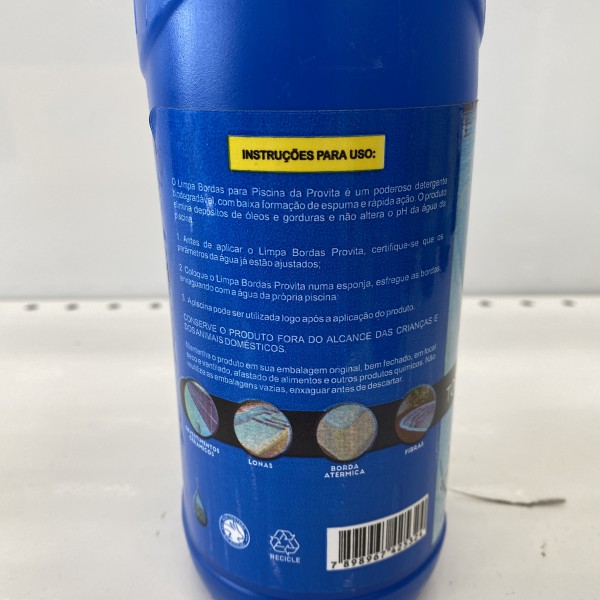 INSTRUÇÕES PARA USO:
O Limpa Bordas para Piscina da Provita é um poderoso detergente
biodegradável, com baixa formação de espuma e rápida ação. O produto
elimina depósitos de óleos e gorduras e não altera o pH da água da
piscina.
1. Antes de aplicar o Limpa Bordas Provita, certifique-se que os
parâmetros da água já estão ajustados;
2. Coloque o Limpa Bordas Provita numa esponja, esfregue as bordas,
enxaguando com a água da própria piscina;
3. A piscina pode ser utilizada logo após a aplicação do produto.
CONSERVE O PRODUTO FORA DO ALCANCE DAS CRIANÇAS E
DOS ANIMAIS DOMÉSTICOS.
Mantenha o produto em sua embalagem original, bem fechado, em local
seco e ventilado, afastado de alimentos e outros produtos químicos. Não
reutilize as embalagens vazias, enxaguar antes de descartar.
REVESTIMENTOS
CERÂMICOS
LONAS
BORDA
ATÉRMICA
FIBRAS
RECICLE